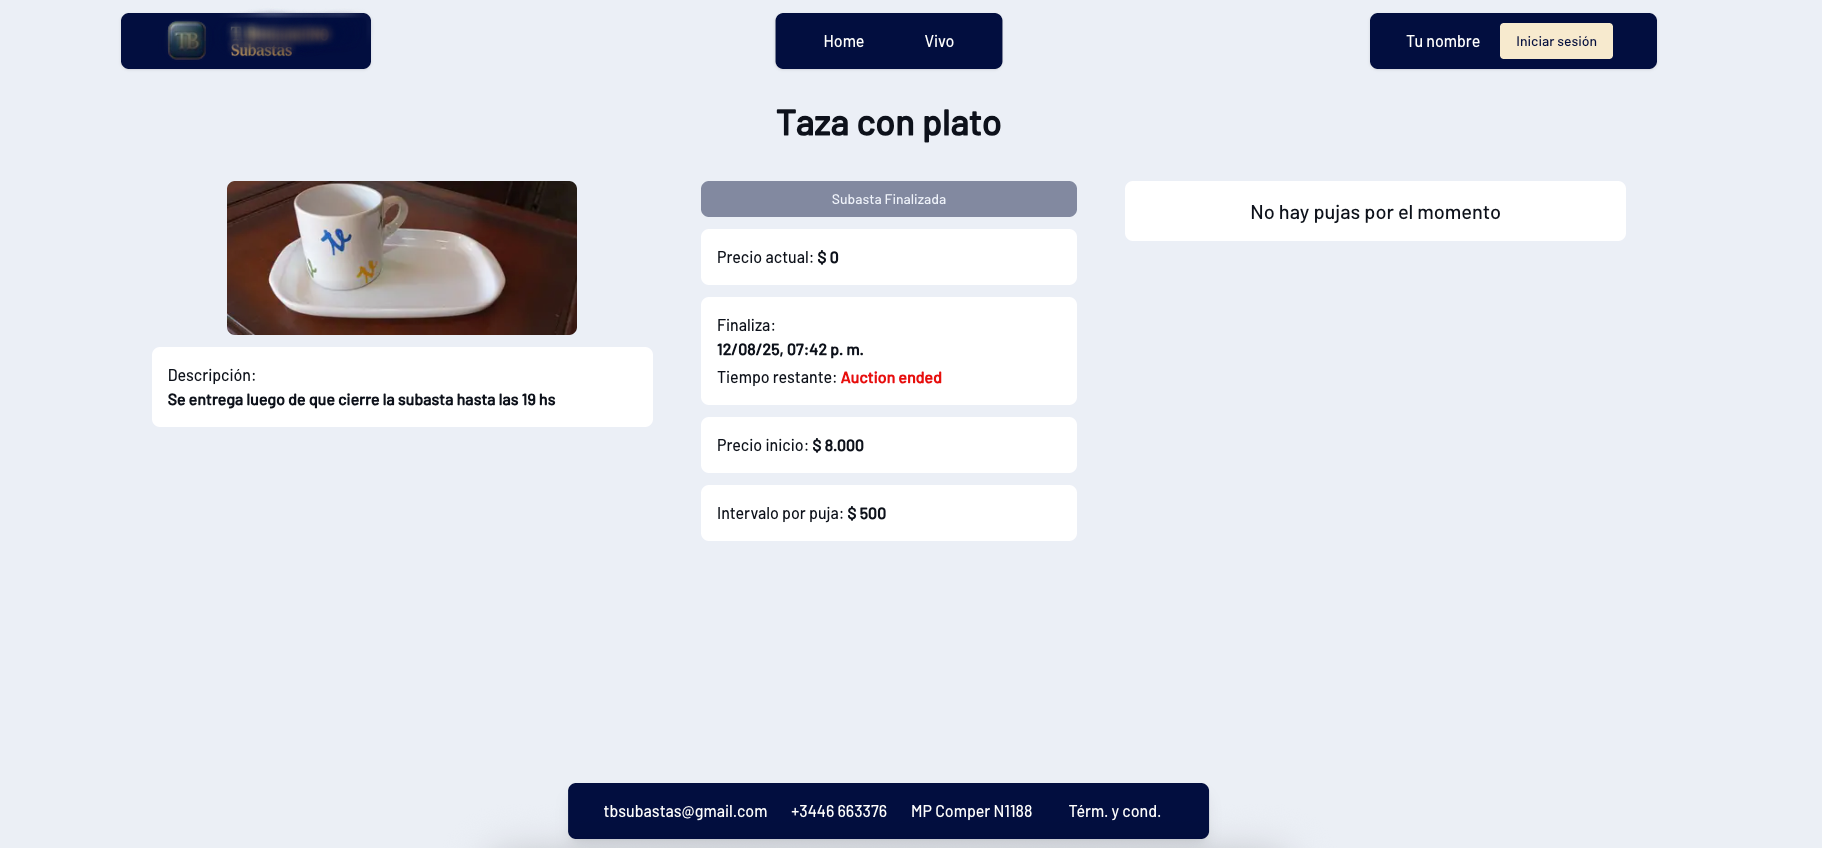 TB
Subastas
Home
Vivo
Tu nombre
Iniciar sesión
Taza con plato
Descripción:
Se entrega luego de que cierre la subasta hasta las 19 hs
Subasta Finalizada
Precio actual: $ 0
Finaliza:
12/08/25, 07:42 p. m.
Tiempo restante: Auction ended
Precio inicio: $ 8.000
Intervalo por puja: $ 500
No hay pujas por el momento
tbsubastas@gmail.com
+3446 663376
MP Comper N1188
Térm. y cond.